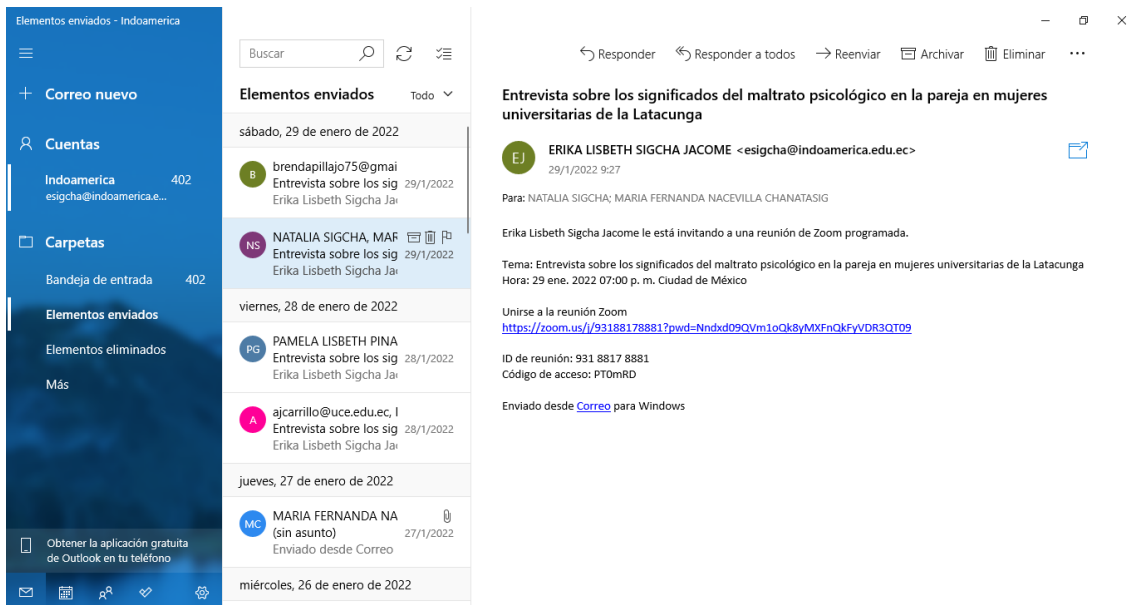 Elementos enviados - Indoamerica
Correo nuevo
Cuentas
Indoamerica 402
esigcha@indoamerica.e...
Carpetas
Bandeja de entrada 402
Elementos enviados
Elementos eliminados
Más
Obtener la aplicación gratuita
de Outlook en tu teléfono
Buscar
Elementos enviados Todo
sábado, 29 de enero de 2022
B
brendapillajo75@gmai
Entrevista sobre los sig 29/1/2022
Erika Lisbeth Sigcha Ja
NS
NATALIA SIGCHA, MAR
Entrevista sobre los sig 29/1/2022
Erika Lisbeth Sigcha Ja
viernes, 28 de enero de 2022
PG
PAMELA LISBETH PINA
Entrevista sobre los sig 28/1/2022
Erika Lisbeth Sigcha Ja
A
ajcarrillo@uce.edu.ec, l
Entrevista sobre los sig 28/1/2022
Erika Lisbeth Sigcha Ja
jueves, 27 de enero de 2022
MC
MARIA FERNANDA NA
(sin asunto) 27/1/2022
Enviado desde Correo
miércoles, 26 de enero de 2022
Responder Responder a todos Reenviar Archivar Eliminar ...
Entrevista sobre los significados del maltrato psicológico en la pareja en mujeres
universitarias de la Latacunga
EJ
ERIKA LISBETH SIGCHA JACOME <esigcha@indoamerica.edu.ec>
29/1/2022 9:27
Para: NATALIA SIGCHA; MARIA FERNANDA NACEVILLA CHANATASIG
Erika Lisbeth Sigcha Jacome le está invitando a una reunión de Zoom programada.
Tema: Entrevista sobre los significados del maltrato psicológico en la pareja en mujeres universitarias de la Latacunga
Hora: 29 ene. 2022 07:00 p. m. Ciudad de México
Unirse a la reunión Zoom
https://zoom.us/j/93188178881?pwd=Nndxd09QVm1oQk8yMXFnQkFyVDR3QT09
ID de reunión: 931 8817 8881
Código de acceso: PT0mRD
Enviado desde Correo para Windows